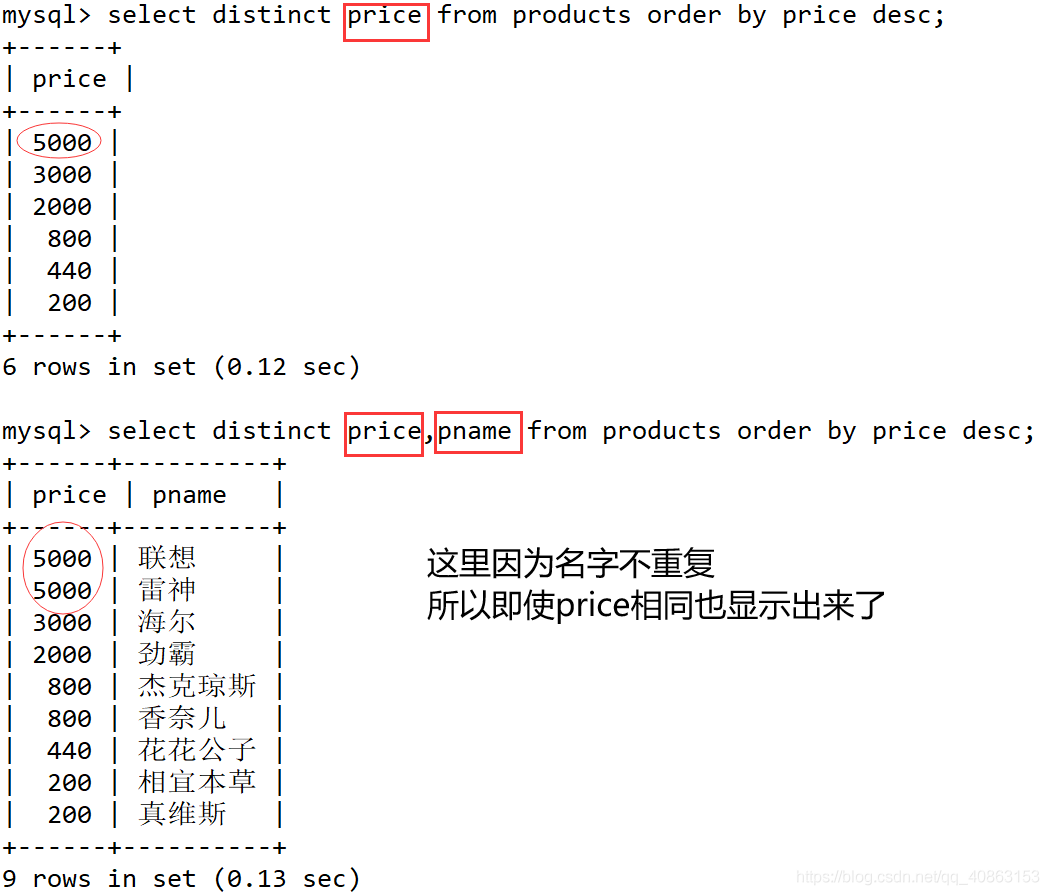 mysql> select distinct price from products order by price desc;
+------+
| price |
+------+
| 5000 |
| 3000 |
| 2000 |
|  800 |
|  440 |
|  200 |
+------+
6 rows in set (0.12 sec)
mysql> select distinct price,pname from products order by price desc;
+------+----------+
| price | pname   |
+------+----------+
| 5000 | 联想     |
| 5000 | 雷神     |
| 3000 | 海尔     |
| 2000 | 劲霸     |
|  800 | 杰克琼斯 |
|  800 | 香奈儿   |
|  440 | 花花公子 |
|  200 | 相宜本草 |
|  200 | 真维斯   |
+------+----------+
9 rows in set (0.13 sec)
这里因为名字不重复
所以即使price相同也显示出来了
https://blog.csdn.net/qq_40863153